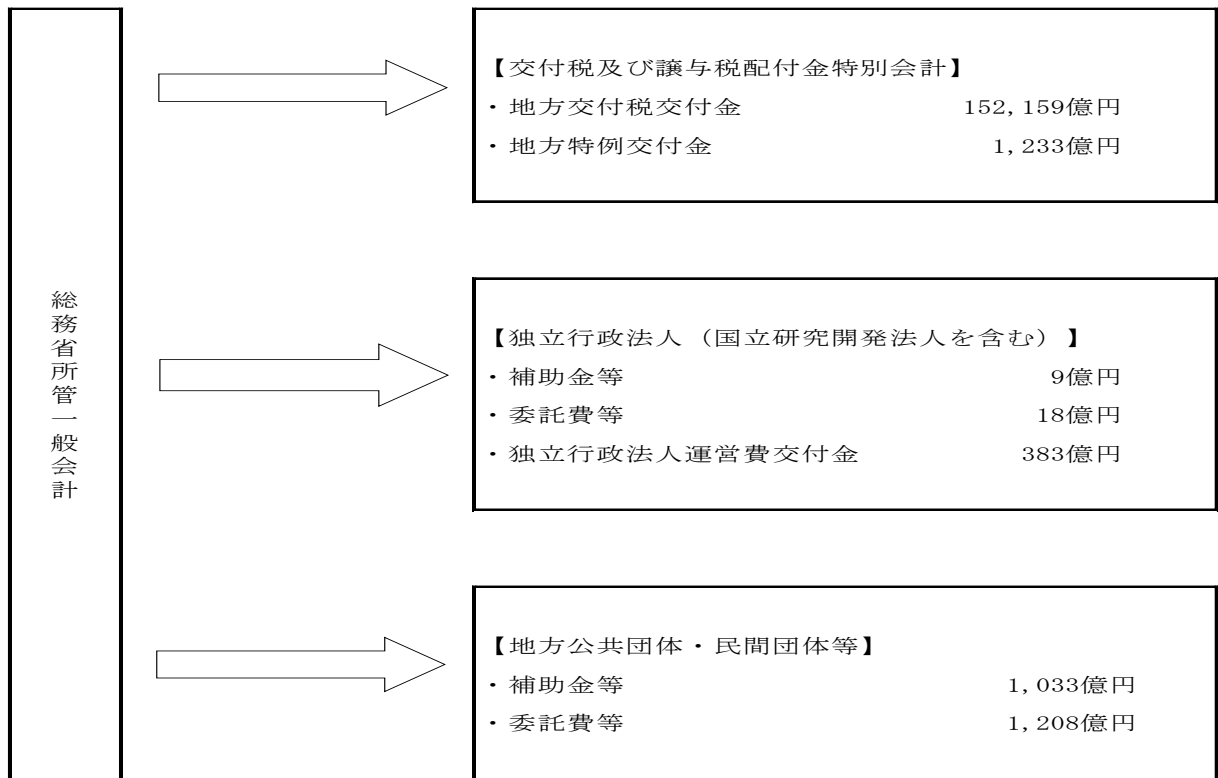 総務省所管一般会計
【交付税及び譲与税配付金特別会計】
・地方交付税交付金 152,159億円
・地方特例交付金 1,233億円
【独立行政法人（国立研究開発法人を含む）】
・補助金等 9億円
・委託費等 18億円
・独立行政法人運営費交付金 383億円
【地方公共団体・民間団体等】
・補助金等 1,033億円
・委託費等 1,208億円